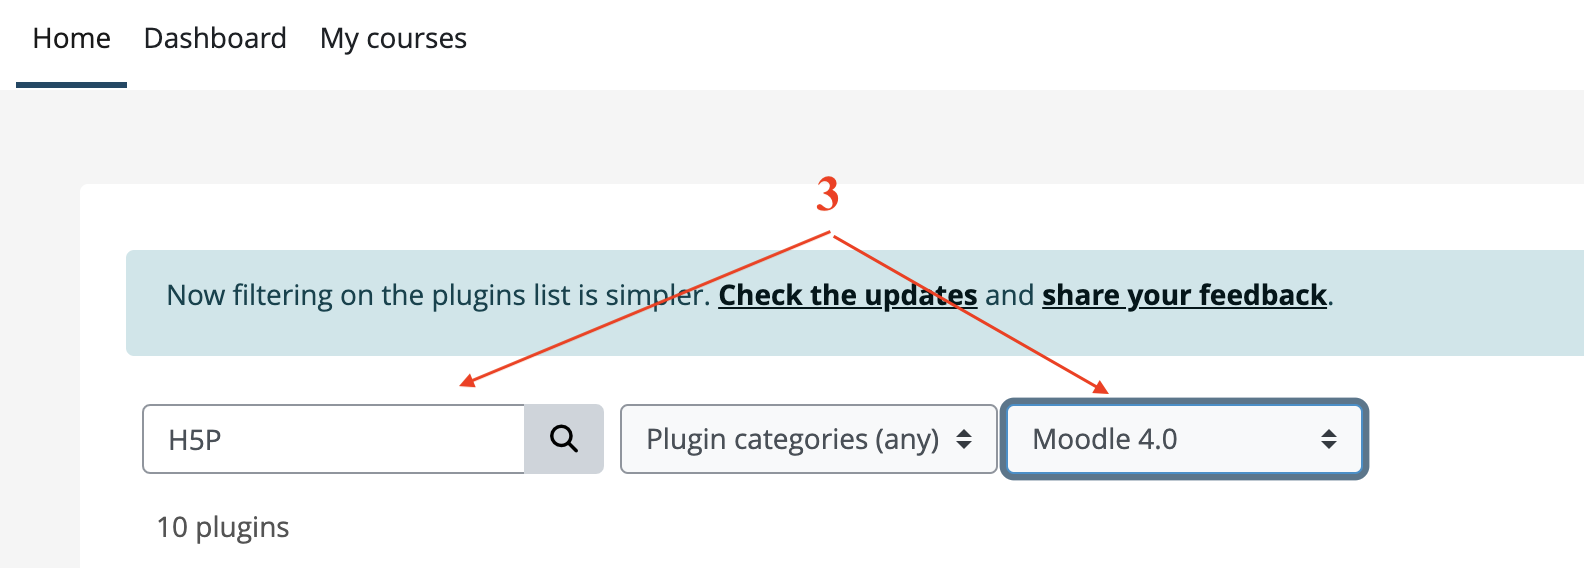 Home Dashboard My courses
3
Now filtering on the plugins list is simpler. Check the updates and share your feedback.
H5P Plugin categories (any) Moodle 4.0
10 plugins